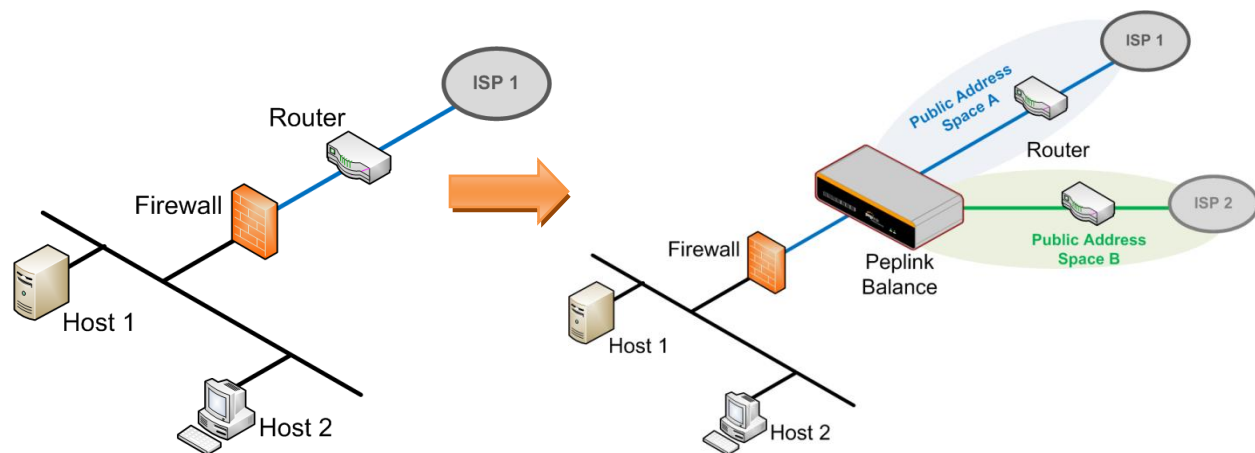 ISP 1
Router
Firewall
Host 1
Host 2
ISP 1
Public Address
Space A
Router
ISP 2
Public Address
Space B
Firewall
Peplink
Balance
Host 1
Host 2